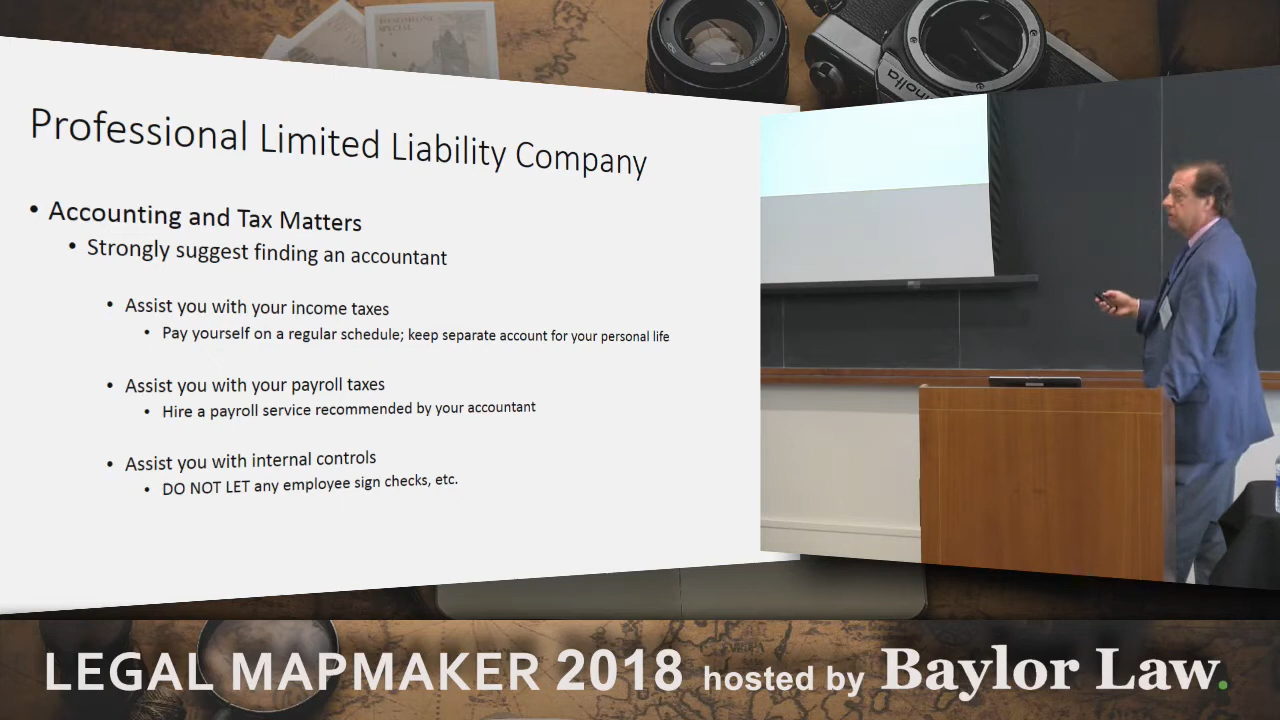 Professional Limited Liability Company
• Accounting and Tax Matters
• Strongly suggest finding an accountant
• Assist you with your income taxes
• Pay yourself on a regular schedule; keep separate account for your personal life
• Assist you with your payroll taxes
• Hire a payroll service recommended by your accountant
• Assist you with internal controls
• DO NOT LET any employee sign checks, etc.
LEGAL MAPMAKER 2018 hosted by Baylor Law.